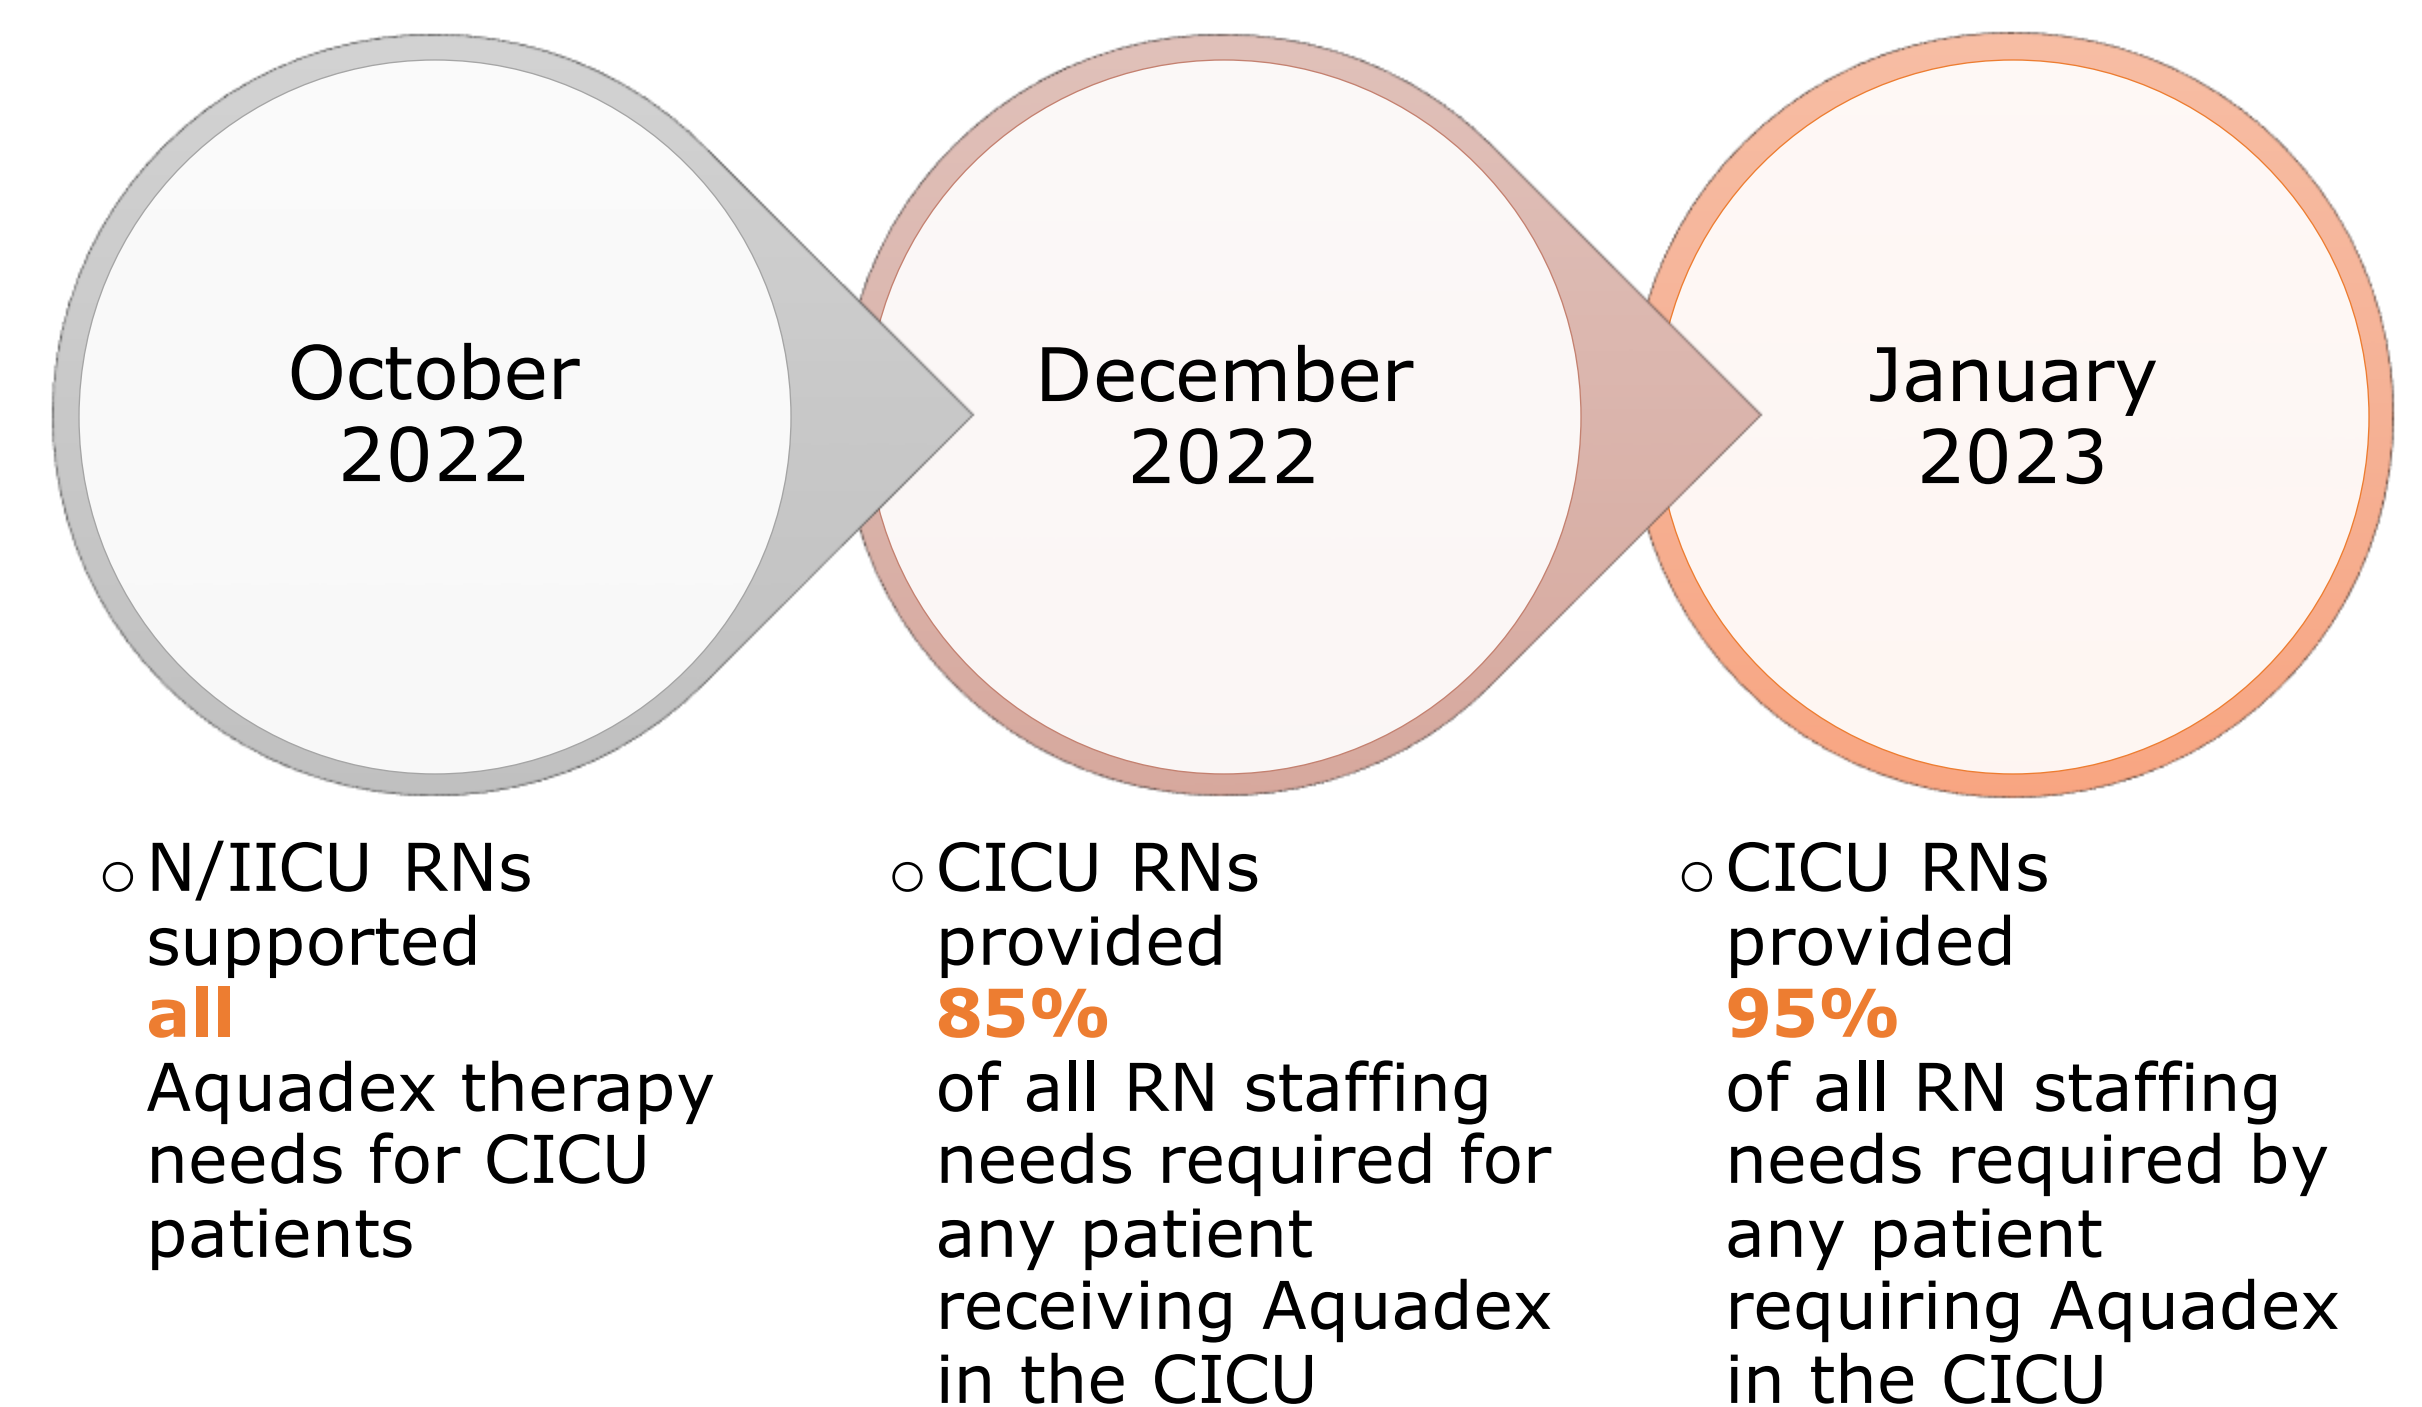 October
2022
December
2022
January
2023
○ N/IICU RNs
supported
all
Aquadex therapy
needs for CICU
patients
○ CICU RNs
provided
85%
of all RN staffing
needs required for
any patient
receiving Aquadex
in the CICU
○ CICU RNs
provided
95%
of all RN staffing
needs required by
any patient
requiring Aquadex
in the CICU